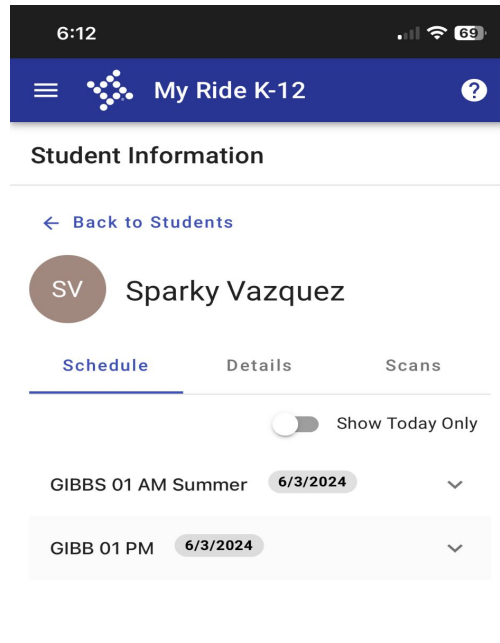 6:12 69
My Ride K-12 ?
Student Information
← Back to Students
SV Sparky Vazquez
Schedule Details Scans
Show Today Only
GIBBS 01 AM Summer 6/3/2024
GIBB 01 PM 6/3/2024